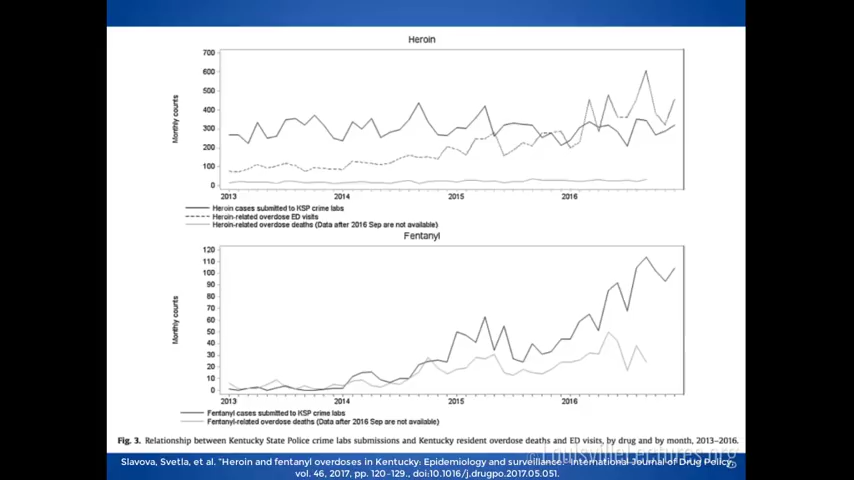 Heroin
700
600
500
400
300
200
100
0
Monthly counts
2013 2014 2015 2016
Heroin cases submitted to KSP crime labs
Heroin-related overdose ED visits
Heroin-related overdose deaths (Data after 2016 Sep are not available)
Fentanyl
120
110
100
90
80
70
60
50
40
30
20
10
0
Monthly counts
2013 2014 2015 2016
Fentanyl cases submitted to KSP crime labs
Fentanyl-related overdose deaths (Data after 2016 Sep are not available)
Fig. 3. Relationship between Kentucky State Police crime labs submissions and Kentucky resident overdose deaths and ED visits, by drug and by month, 2013–2016.
LouisvilleLectures.org
Slavova, Svetla, et al. "Heroin and fentanyl overdoses in Kentucky: Epidemiology and surveillance." International Journal of Drug Policy,
vol. 46, 2017, pp. 120–129., doi:10.1016/j.drugpo.2017.05.051.